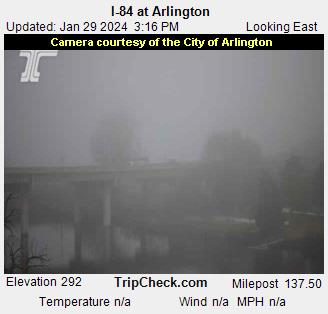 I-84 at Arlington
Updated: Jan 29 2024 3:16 PM Looking East
Camera courtesy of the City of Arlington
Elevation 292 TripCheck.com Milepost 137.50
Temperature n/a Wind n/a MPH n/a